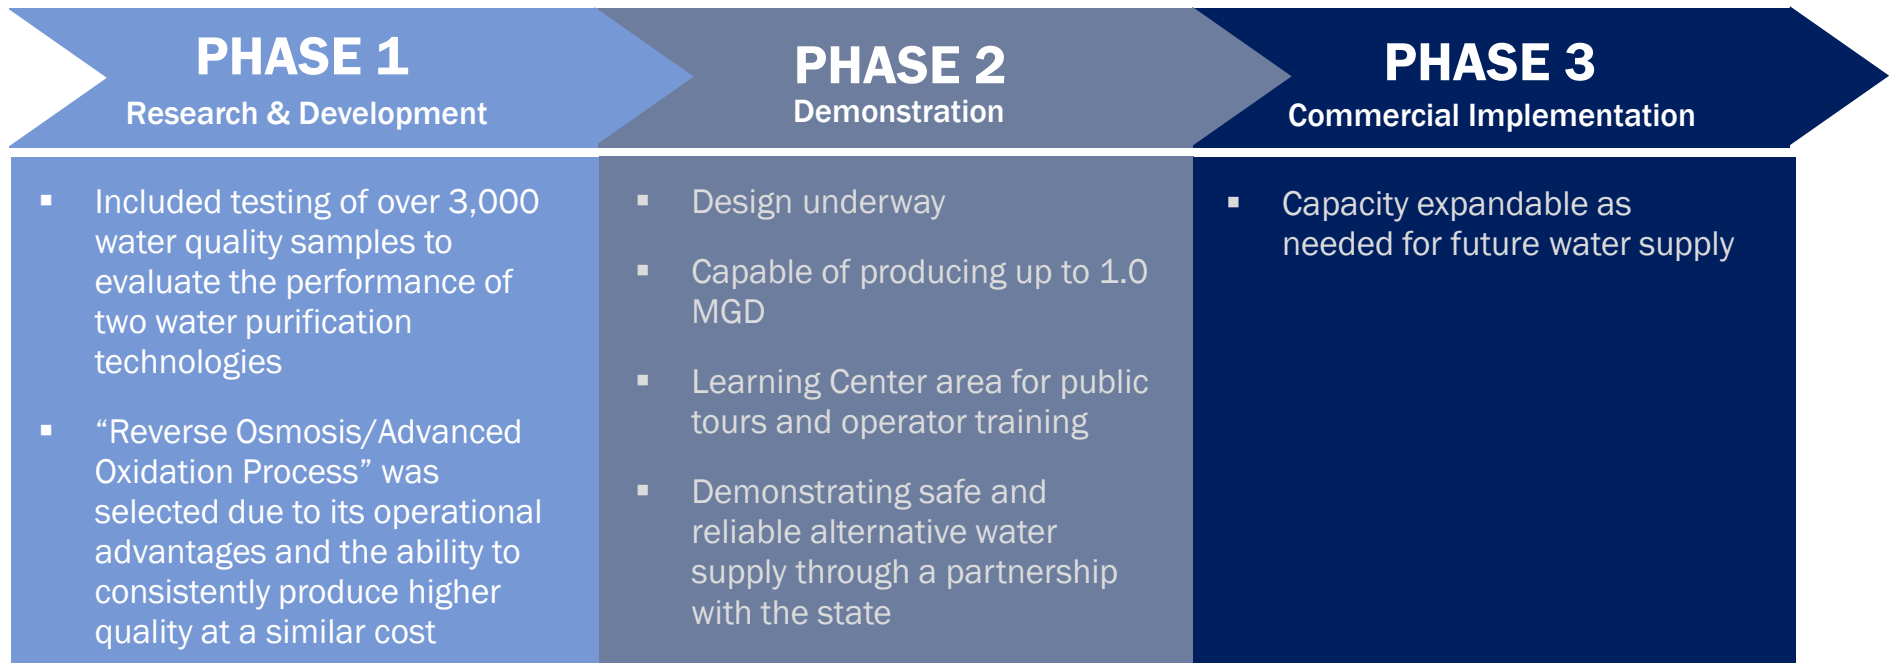 PHASE 1
Research & Development
▪ Included testing of over 3,000
water quality samples to
evaluate the performance of
two water purification
technologies
▪ “Reverse Osmosis/Advanced
Oxidation Process” was
selected due to its operational
advantages and the ability to
consistently produce higher
quality at a similar cost
PHASE 2
Demonstration
▪ Design underway
▪ Capable of producing up to 1.0
MGD
▪ Learning Center area for public
tours and operator training
▪ Demonstrating safe and
reliable alternative water
supply through a partnership
with the state
PHASE 3
Commercial Implementation
▪ Capacity expandable as
needed for future water supply